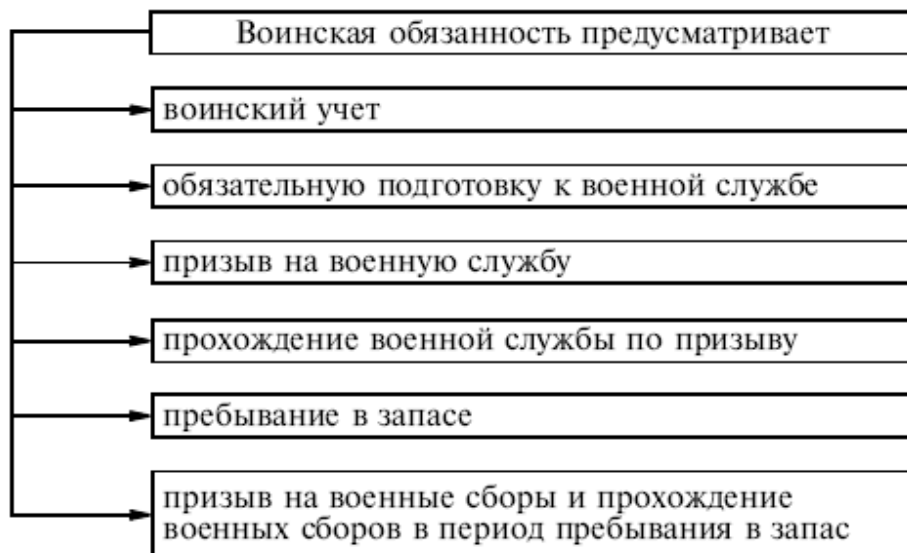 Воинская обязанность предусматривает
воинский учет
обязательную подготовку к военной службе
призыв на военную службу
прохождение военной службы по призыву
пребывание в запасе
призыв на военные сборы и прохождение
военных сборов в период пребывания в запас